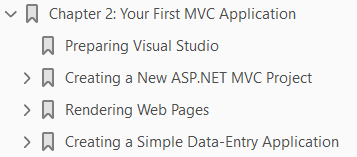 Chapter 2: Your First MVC Application
Preparing Visual Studio
Creating a New ASP.NET MVC Project
Rendering Web Pages
Creating a Simple Data-Entry Application